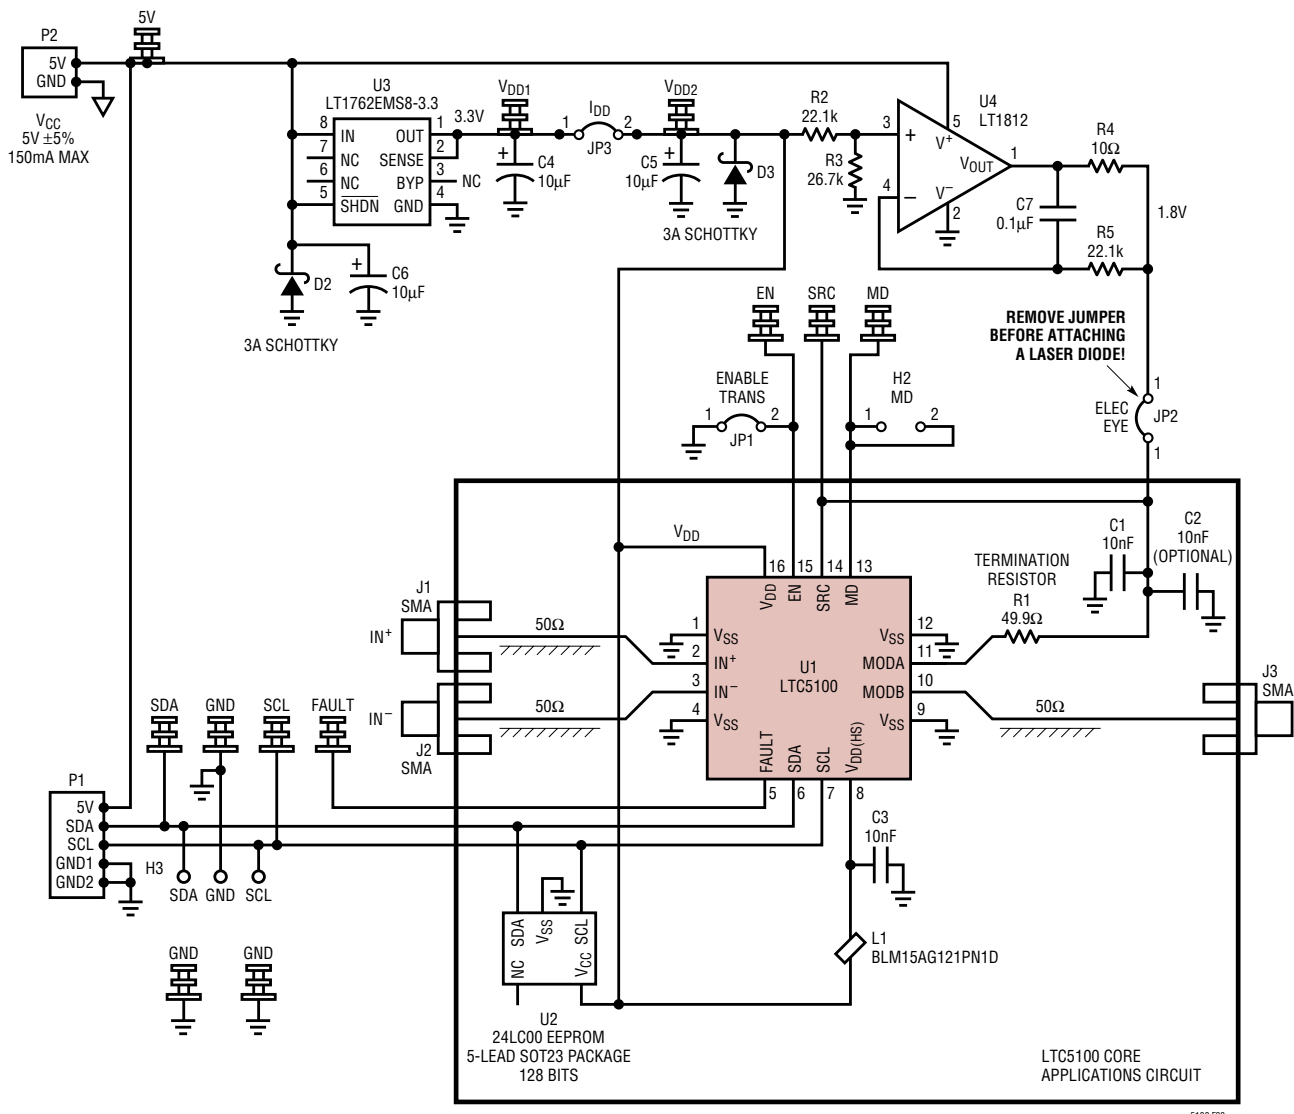 5V
P2
5V
GND
VCC
5V ±5%
150mA MAX
U3
LT1762EMS8-3.3
8
IN
OUT
1
7
NC
SENSE
2
6
NC
BYP
3
NC
5
SHDN
GND
4
3.3V
VDD1
+
C4
10µF
IDD
1
2
JP3
VDD2
+
C5
10µF
D3
3A SCHOTTKY
R2
22.1k
R3
26.7k
3
+
4
–
5
V+
VOUT
1
V–
2
U4
LT1812
R4
10Ω
C7
0.1µF
R5
22.1k
1.8V
D2
+
C6
10µF
3A SCHOTTKY
EN
SRC
MD
REMOVE JUMPER
BEFORE ATTACHING
A LASER DIODE!
ENABLE
TRANS
1
2
JP1
H2
MD
1
2
ELEC
EYE
1
JP2
1
VDD
C1
10nF
C2
10nF
(OPTIONAL)
TERMINATION
RESISTOR
R1
49.9Ω
16
15
14
13
VDD
EN
SRC
MD
J1
SMA
IN+
50Ω
1
VSS
2
IN+
3
IN–
4
VSS
U1
LTC5100
VSS
12
MODA
11
MODB
10
VSS
9
IN–
50Ω
J2
SMA
50Ω
J3
SMA
FAULT
SDA
SCL
VDD(HS)
5
6
7
8
SDA
GND
SCL
FAULT
P1
5V
SDA
SCL
GND1
GND2
H3
SDA
GND
SCL
C3
10nF
L1
BLM15AG121PN1D
SDA
VSS
SCL
NC
VCC
U2
24LC00 EEPROM
5-LEAD SOT23 PACKAGE
128 BITS
GND
GND
LTC5100 CORE
APPLICATIONS CIRCUIT